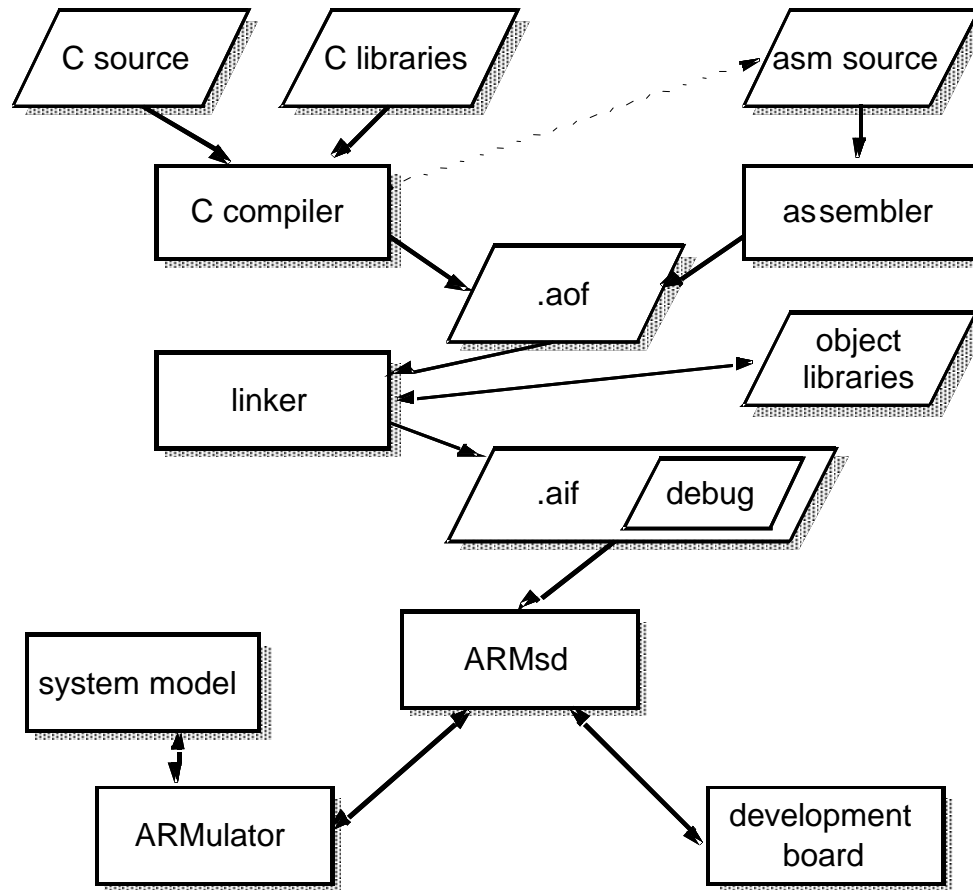 C source
C libraries
asm source
C compiler
assembler
.aof
object
libraries
linker
.aif
debug
ARMsd
system model
ARMulator
development
board